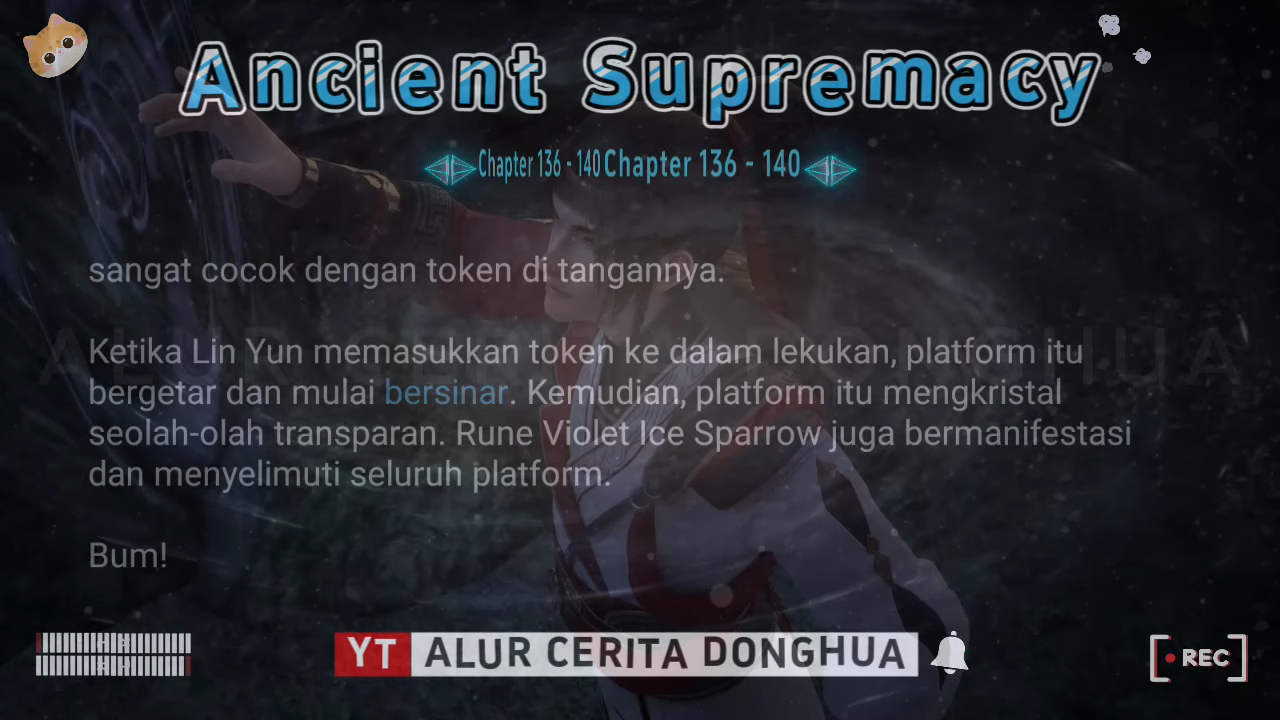 Ancient Supremacy
Chapter 136 - 140 Chapter 136 - 140
sangat cocok dengan token di tangannya.
Ketika Lin Yun memasukkan token ke dalam lekukan, platform itu
bergetar dan mulai bersinar. Kemudian, platform itu mengkristal
seolah-olah transparan. Rune Violet Ice Sparrow juga bermanifestasi
dan menyelimuti seluruh platform.
Bum!
YT ALUR CERITA DONGHUA
REC